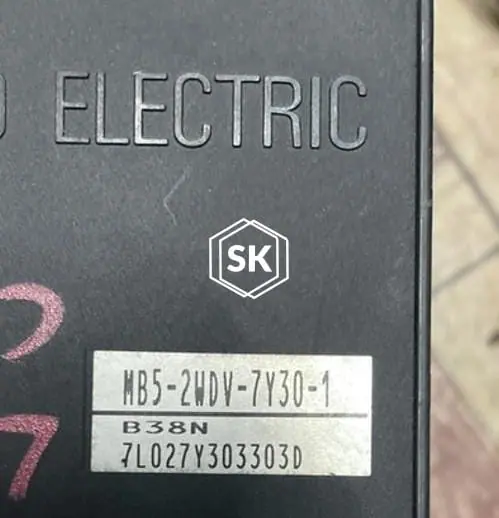 ELECTRIC
SK
MB5-2WDV-7Y30-1
B38N
7L027Y303303D